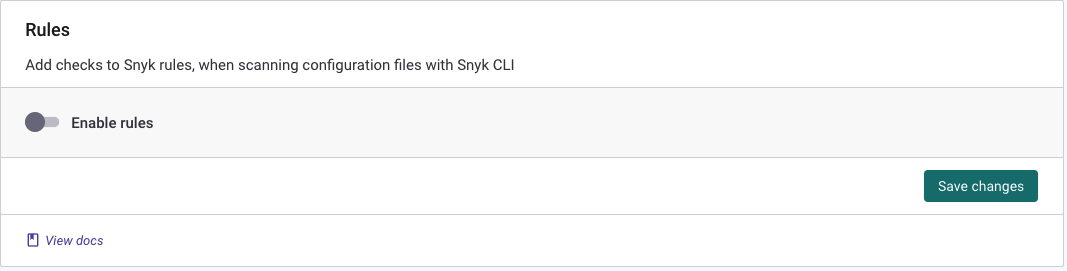 Rules
Add checks to Snyk rules, when scanning configuration files with Snyk CLI
Enable rules
Save changes
View docs